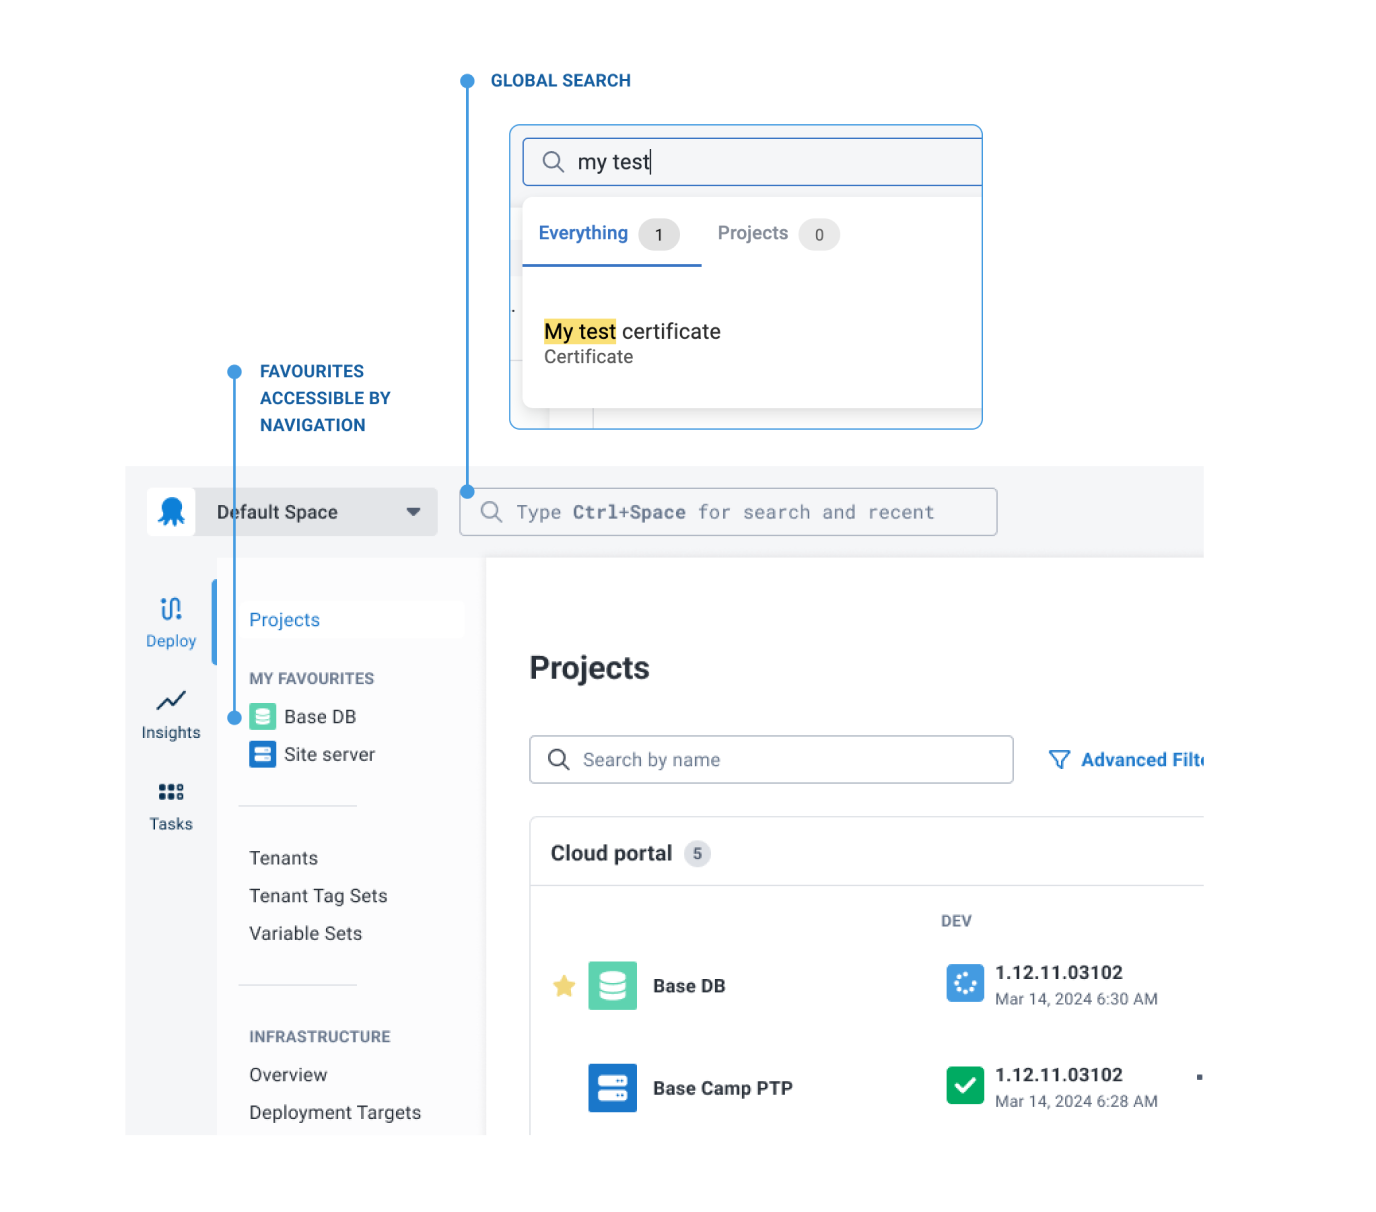 GLOBAL SEARCH
my test
Everything 1 Projects 0
My test certificate
Certificate
FAVOURITES
ACCESSIBLE BY
NAVIGATION
Default Space
Type Ctrl+Space for search and recent
Deploy
Insights
Tasks
Projects
MY FAVOURITES
Base DB
Site server
Tenants
Tenant Tag Sets
Variable Sets
INFRASTRUCTURE
Overview
Deployment Targets
Projects
Search by name
Advanced Filte
Cloud portal 5
DEV
Base DB
1.12.11.03102
Mar 14, 2024 6:30 AM
Base Camp PTP
1.12.11.03102
Mar 14, 2024 6:28 AM